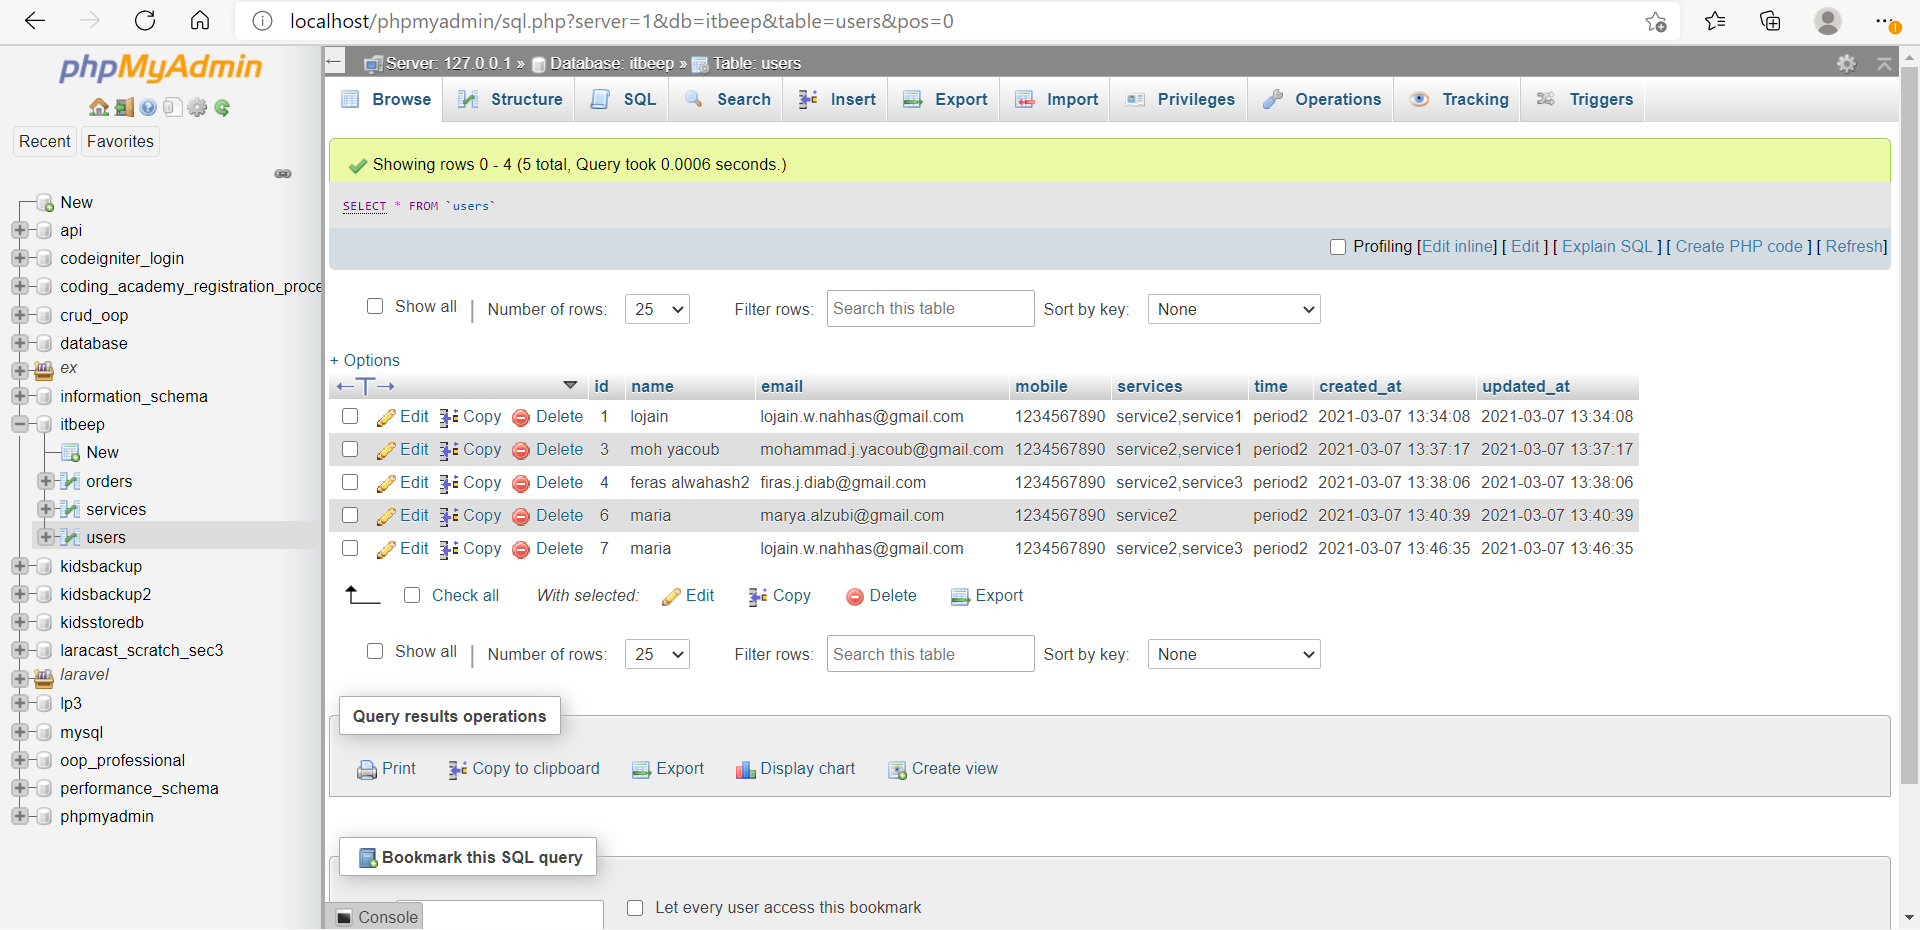 localhost/phpmyadmin/sql.php?server=1&db=itbeep&table=users&pos=0
phpMyAdmin
Recent Favorites
New
api
codeigniter_login
coding_academy_registration_proce
crud_oop
database
ex
information_schema
itbeep
New
orders
services
users
kidsbackup
kidsbackup2
kidsstoredb
laracast_scratch_sec3
laravel
lp3
mysql
oop_professional
performance_schema
phpmyadmin
Server: 127.0.0.1 » Database: itbeep » Table: users
Browse Structure SQL Search Insert Export Import Privileges Operations Tracking Triggers
Showing rows 0 - 4 (5 total, Query took 0.0006 seconds.)
SELECT * FROM `users`
Profiling [Edit inline] [ Edit ] [ Explain SQL ] [ Create PHP code ] [ Refresh]
Show all | Number of rows: 25 Filter rows: Search this table Sort by key: None
+ Options
←T→ id name email mobile services time created_at updated_at
Edit Copy Delete 1 lojain lojain.w.nahhas@gmail.com 1234567890 service2,service1 period2 2021-03-07 13:34:08 2021-03-07 13:34:08
Edit Copy Delete 3 moh yacoub mohammad.j.yacoub@gmail.com 1234567890 service2,service1 period2 2021-03-07 13:37:17 2021-03-07 13:37:17
Edit Copy Delete 4 feras alwahash2 firas.j.diab@gmail.com 1234567890 service2,service3 period2 2021-03-07 13:38:06 2021-03-07 13:38:06
Edit Copy Delete 6 maria marya.alzubi@gmail.com 1234567890 service2 period2 2021-03-07 13:40:39 2021-03-07 13:40:39
Edit Copy Delete 7 maria lojain.w.nahhas@gmail.com 1234567890 service2,service3 period2 2021-03-07 13:46:35 2021-03-07 13:46:35
Check all With selected: Edit Copy Delete Export
Show all | Number of rows: 25 Filter rows: Search this table Sort by key: None
Query results operations
Print Copy to clipboard Export Display chart Create view
Bookmark this SQL query
Let every user access this bookmark
Console